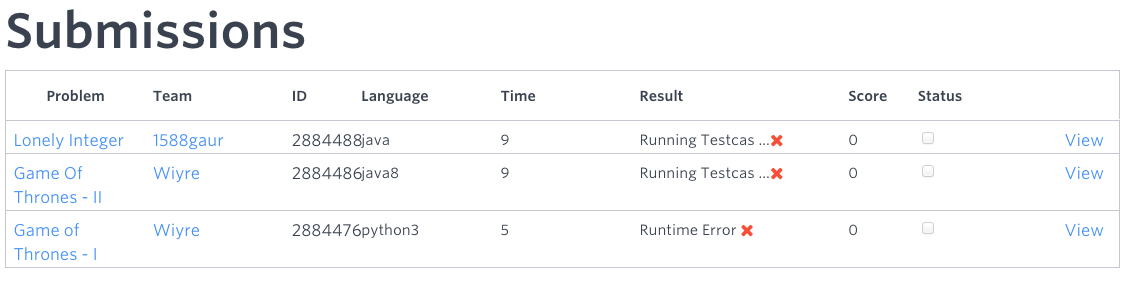 Submissions
Problem Team ID Language Time Result Score Status
Lonely Integer 1588gaur 2884488 java 9 Running Testcas ... 0 View
Game Of Wiyre 2884486 java8 9 Running Testcas ... 0 View
Thrones - II
Game of Wiyre 2884476 python3 5 Runtime Error 0 View
Thrones - I